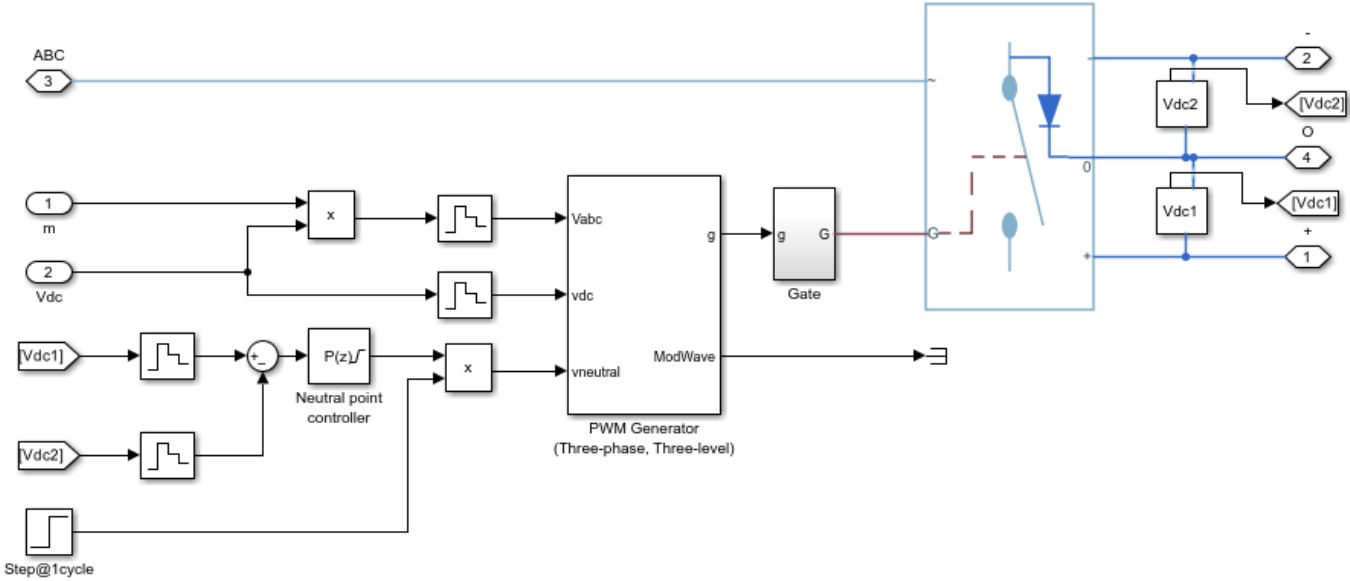 ABC
3
~
-
-
2
Vdc2
[Vdc2]
O
4
0
1
m
x
Vabc
g
g
G
G
Vdc1
[Vdc1]
+
+
1
2
Vdc
vdc
Gate
[Vdc1]
+
-
P(z)
x
ModWave
vneutral
Neutral point
controller
PWM Generator
(Three-phase, Three-level)
[Vdc2]
Step@1cycle